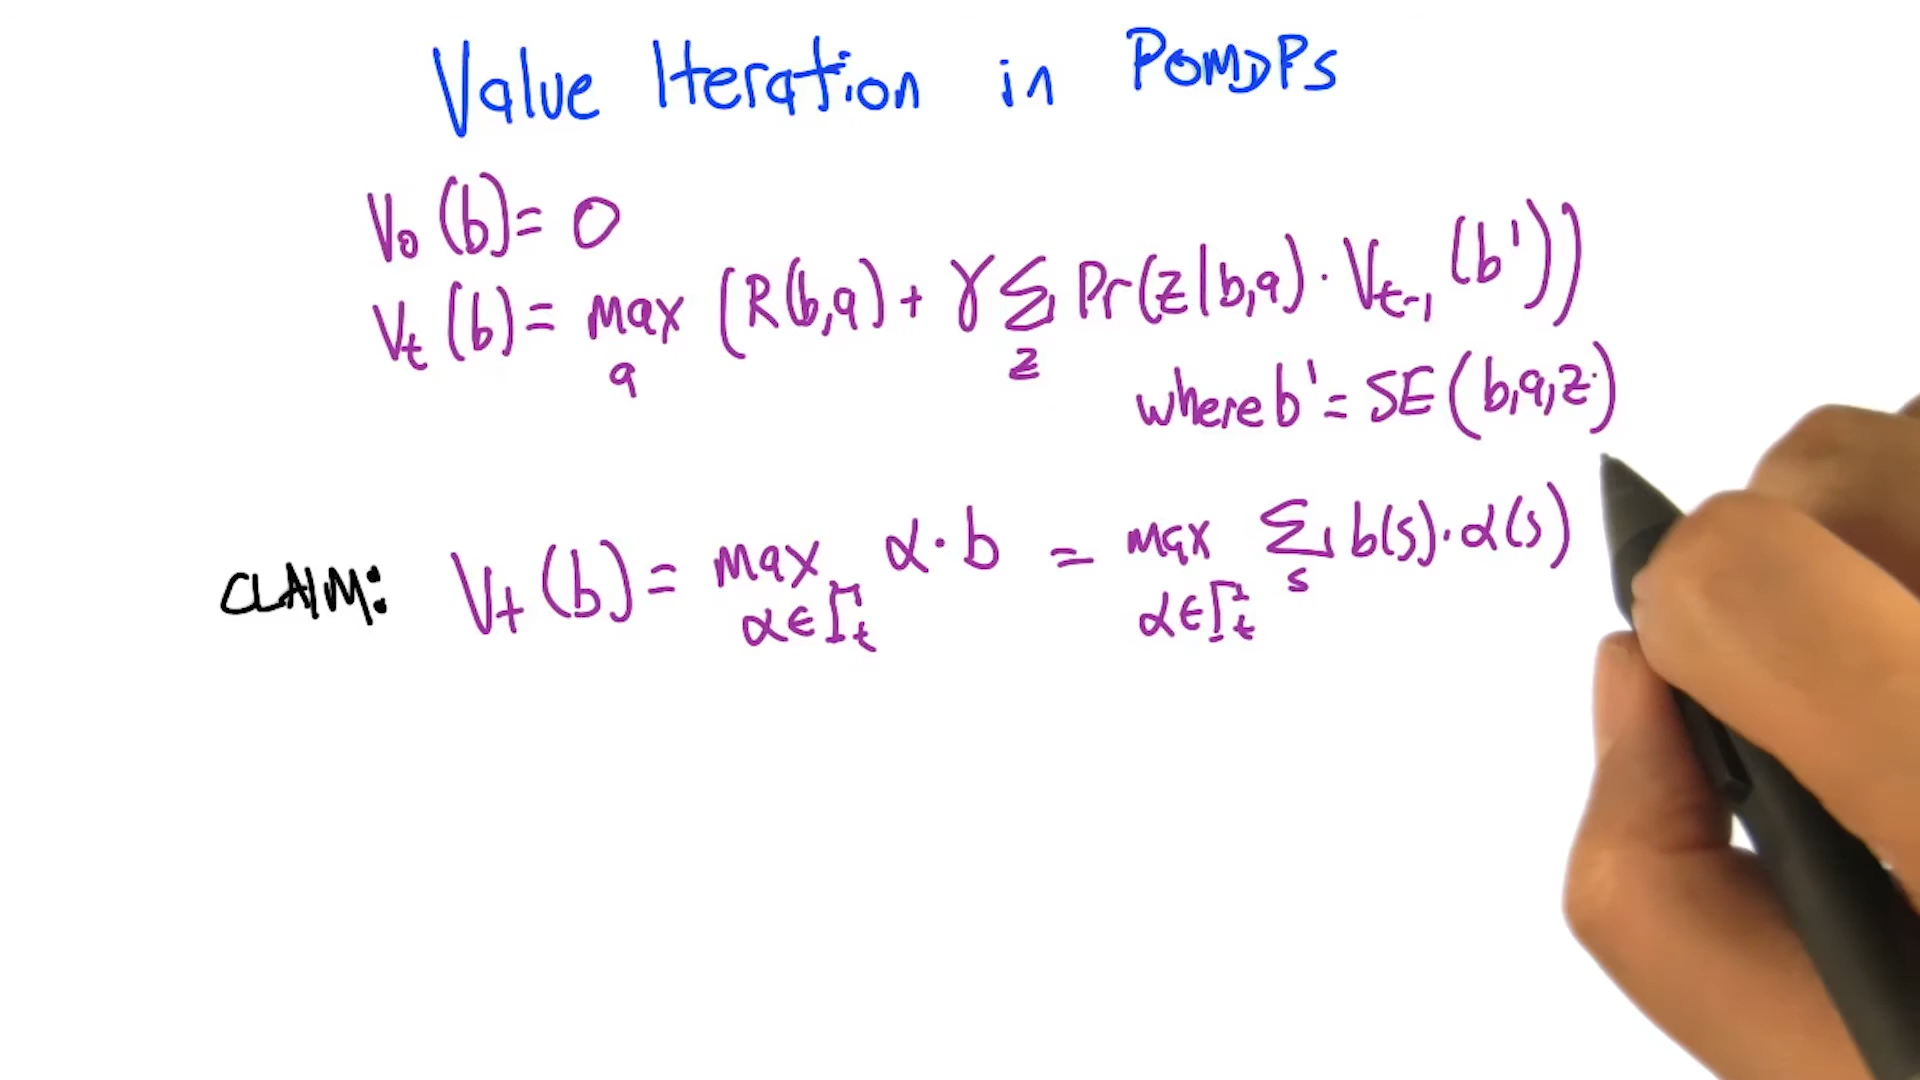 Value Iteration in POMDPs
V₀(b) = 0
Vₜ(b) = max_a (R(b,a) + γ Σ_z Pr(z|b,a) · Vₜ₋₁(b'))
where b' = SE(b,a,z)
CLAIM: Vₜ(b) = max_{α∈Γₜ} α·b = max_{α∈Γₜ} Σ_s b(s)·α(s)